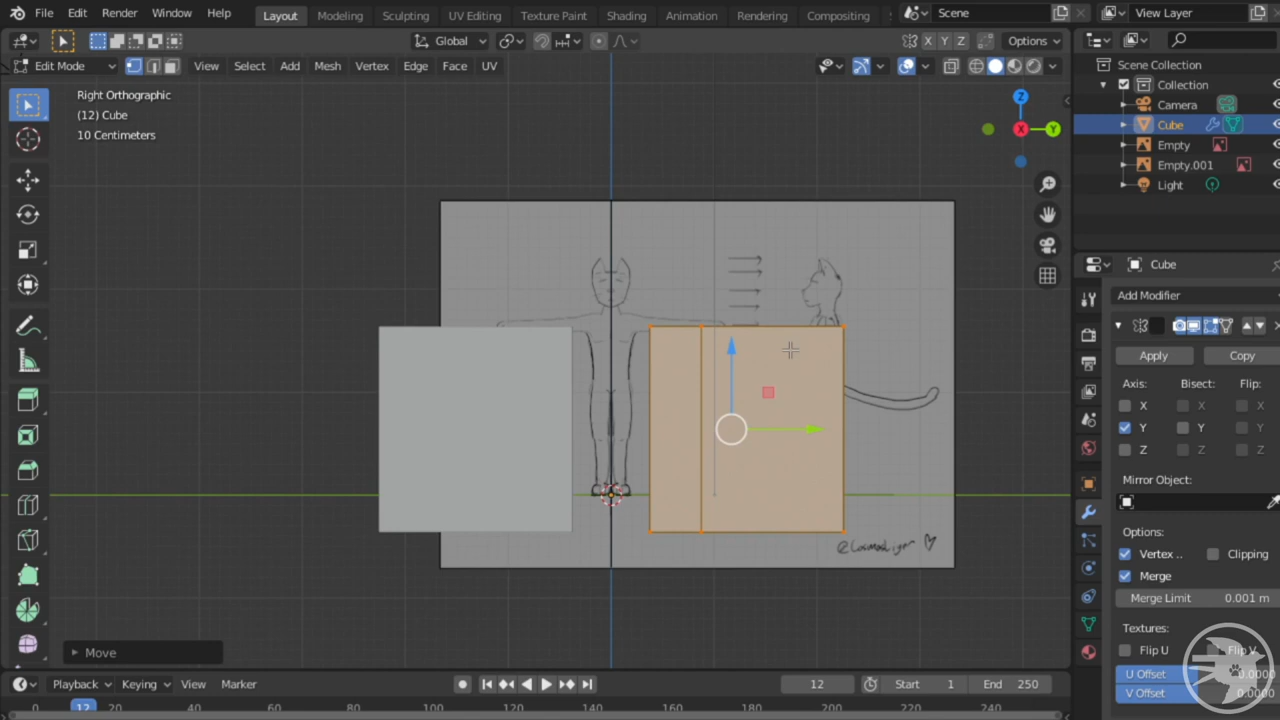 File Edit Render Window Help Layout Modeling Sculpting UV Editing Texture Paint Shading Animation Rendering Compositing Scene View Layer
Global X Y Z Options
Edit Mode View Select Add Mesh Vertex Edge Face UV
Right Orthographic
(12) Cube
10 Centimeters
Z
X Y
Scene Collection
Collection
Camera
Cube
Empty
Empty.001
Light
Cube
Add Modifier
Apply Copy
Axis: Bisect: Flip:
X X X
Y Y Y
Z Z Z
Mirror Object:
Options:
Vertex .. Clipping
Merge
Merge Limit 0.001 m
Textures:
Flip U Flip V
U Offset 0.0000
V Offset 0.0000
Move
Playback Keying View Marker 12 Start 1 End 250
12 20 40 60 80 100 120 140 160 180 200 220 240